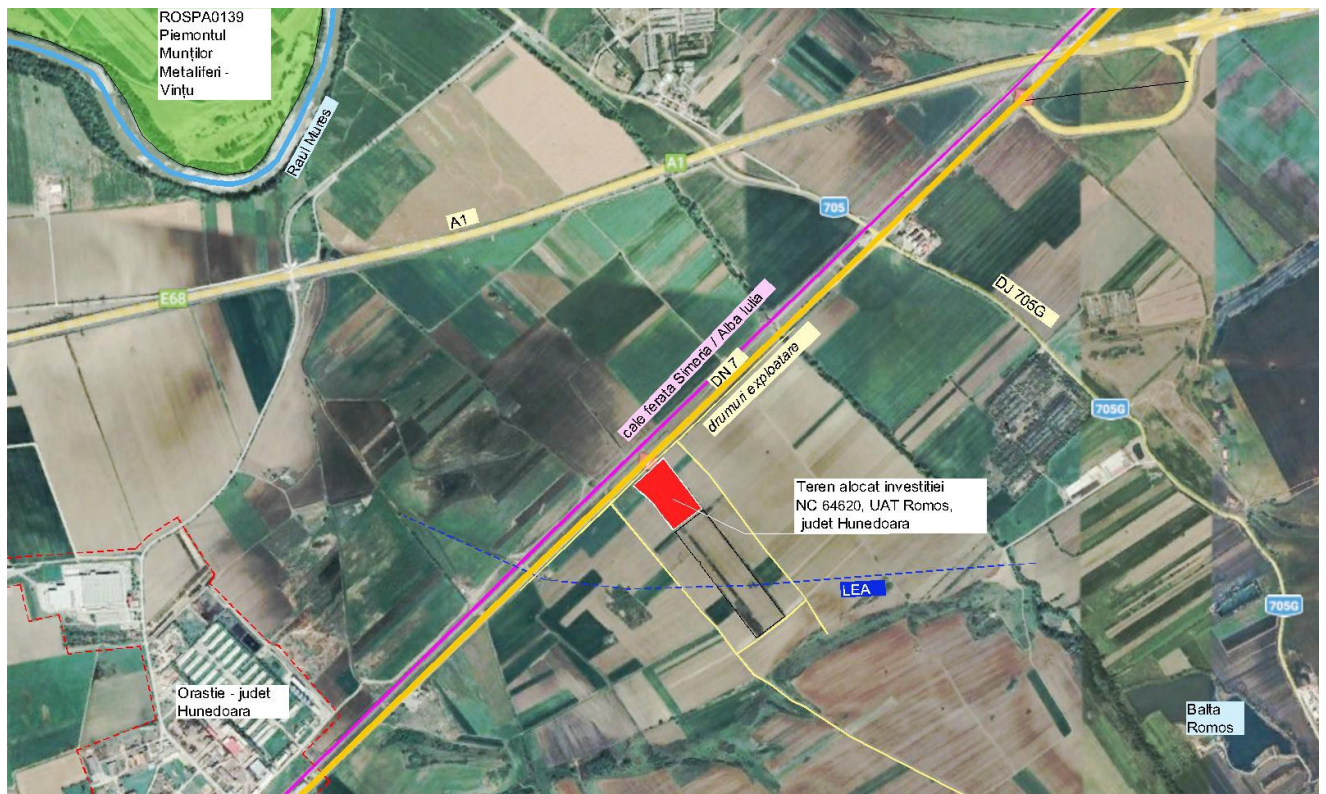 ROSPA0139
Piemontul
Munților
Metaliferi -
Vințu
Raul Mures
A1
A1
E68
705
DJ 705G
705G
705G
cale ferata Simeria / Alba Iulia
DN 7
drumuri exploatare
Teren alocat investitiei
NC 64620, UAT Romos,
judet Hunedoara
LEA
Orastie - judet
Hunedoara
Balta
Romos